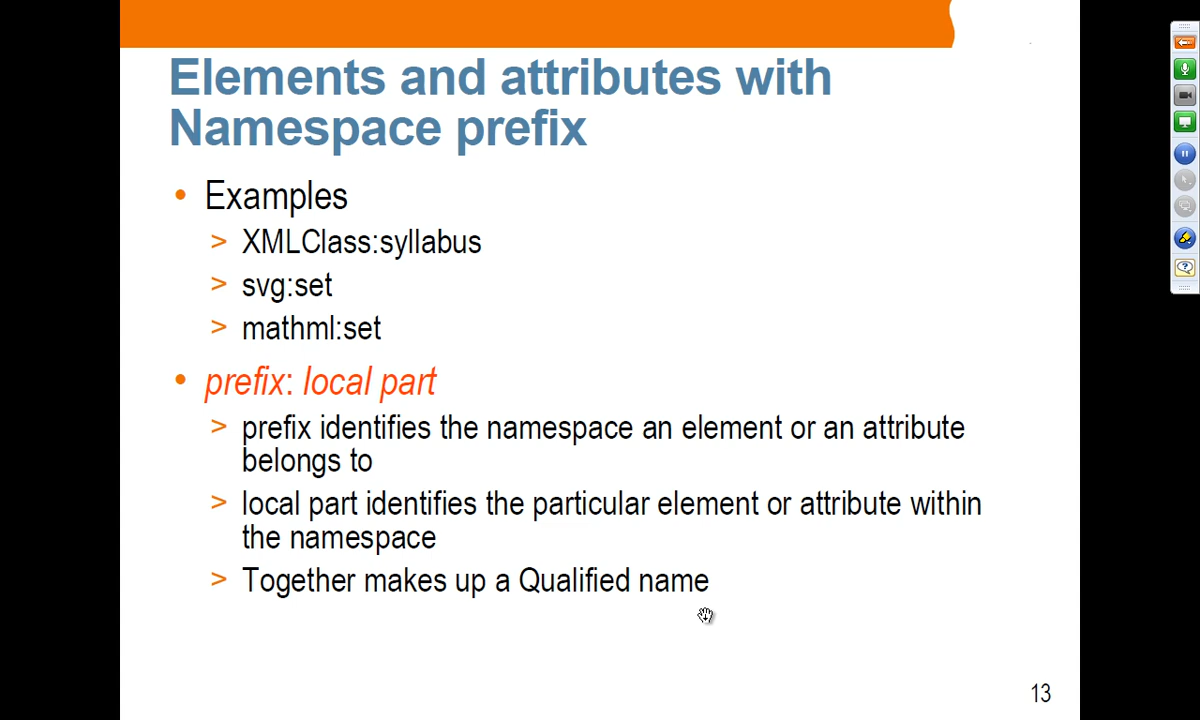 Elements and attributes with
Namespace prefix
• Examples
> XMLClass:syllabus
> svg:set
> mathml:set
• prefix: local part
> prefix identifies the namespace an element or an attribute
belongs to
> local part identifies the particular element or attribute within
the namespace
> Together makes up a Qualified name
13